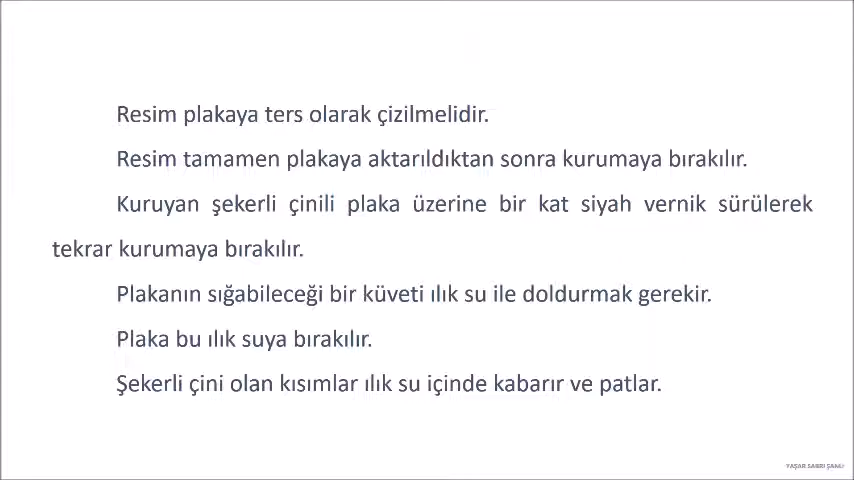 Resim plakaya ters olarak çizilmelidir.
Resim tamamen plakaya aktarıldıktan sonra kurumaya bırakılır.
Kuruyan şekerli çinili plaka üzerine bir kat siyah vernik sürülerek
tekrar kurumaya bırakılır.
Plakanın sığabileceği bir küveti ılık su ile doldurmak gerekir.
Plaka bu ılık suya bırakılır.
Şekerli çini olan kısımlar ılık su içinde kabarır ve patlar.
YAŞAR SABRİ ŞANLI